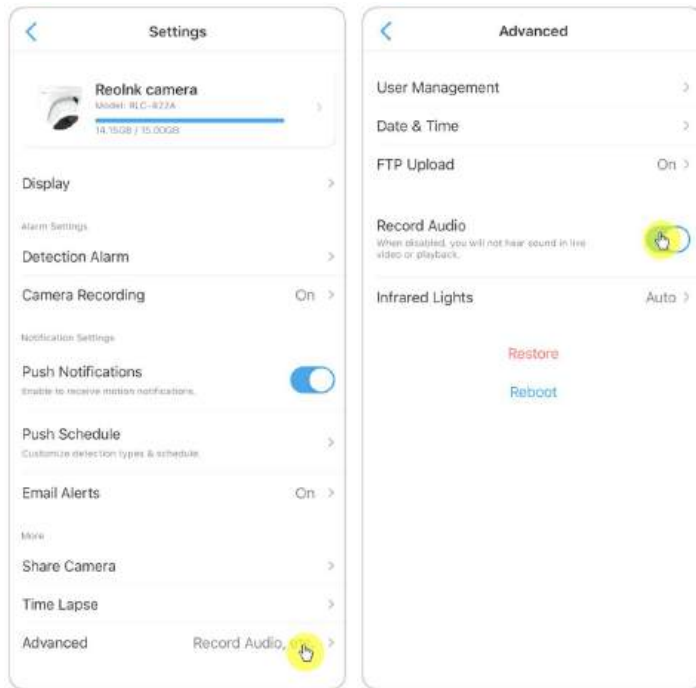 Settings
Reolnk camera
Model: RLC-822A
14.15GB / 15.00GB
Display
Alarm Settings
Detection Alarm
Camera Recording On
Notification Settings
Push Notifications
Enable to receive motion notifications.
Push Schedule
Customize detection types & schedule.
Email Alerts On
More
Share Camera
Time Lapse
Advanced Record Audio,
Advanced
User Management
Date & Time
FTP Upload On
Record Audio
When disabled, you will not hear sound in live
video or playback.
Infrared Lights Auto
Restore
Reboot